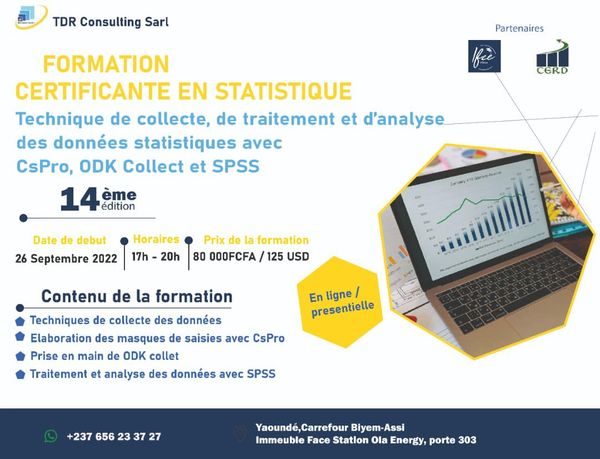 TDR Consulting Sarl
Partenaires
Ifce
CGRD
FORMATION
CERTIFICANTE EN STATISTIQUE
Technique de collecte, de traitement et d'analyse
des données statistiques avec
CsPro, ODK Collect et SPSS
14ème
édition
Date de debut
Horaires
Prix de la formation
26 Septembre 2022
17h - 20h
80 000FCFA / 125 USD
En ligne /
presentielle
Contenu de la formation
Techniques de collecte des données
Elaboration des masques de saisies avec CsPro
Prise en main de ODK collet
Traitement et analyse des données avec SPSS
+237 656 23 37 27
Yaoundé,Carrefour Biyem-Assi
Immeuble Face Station Ola Energy, porte 303